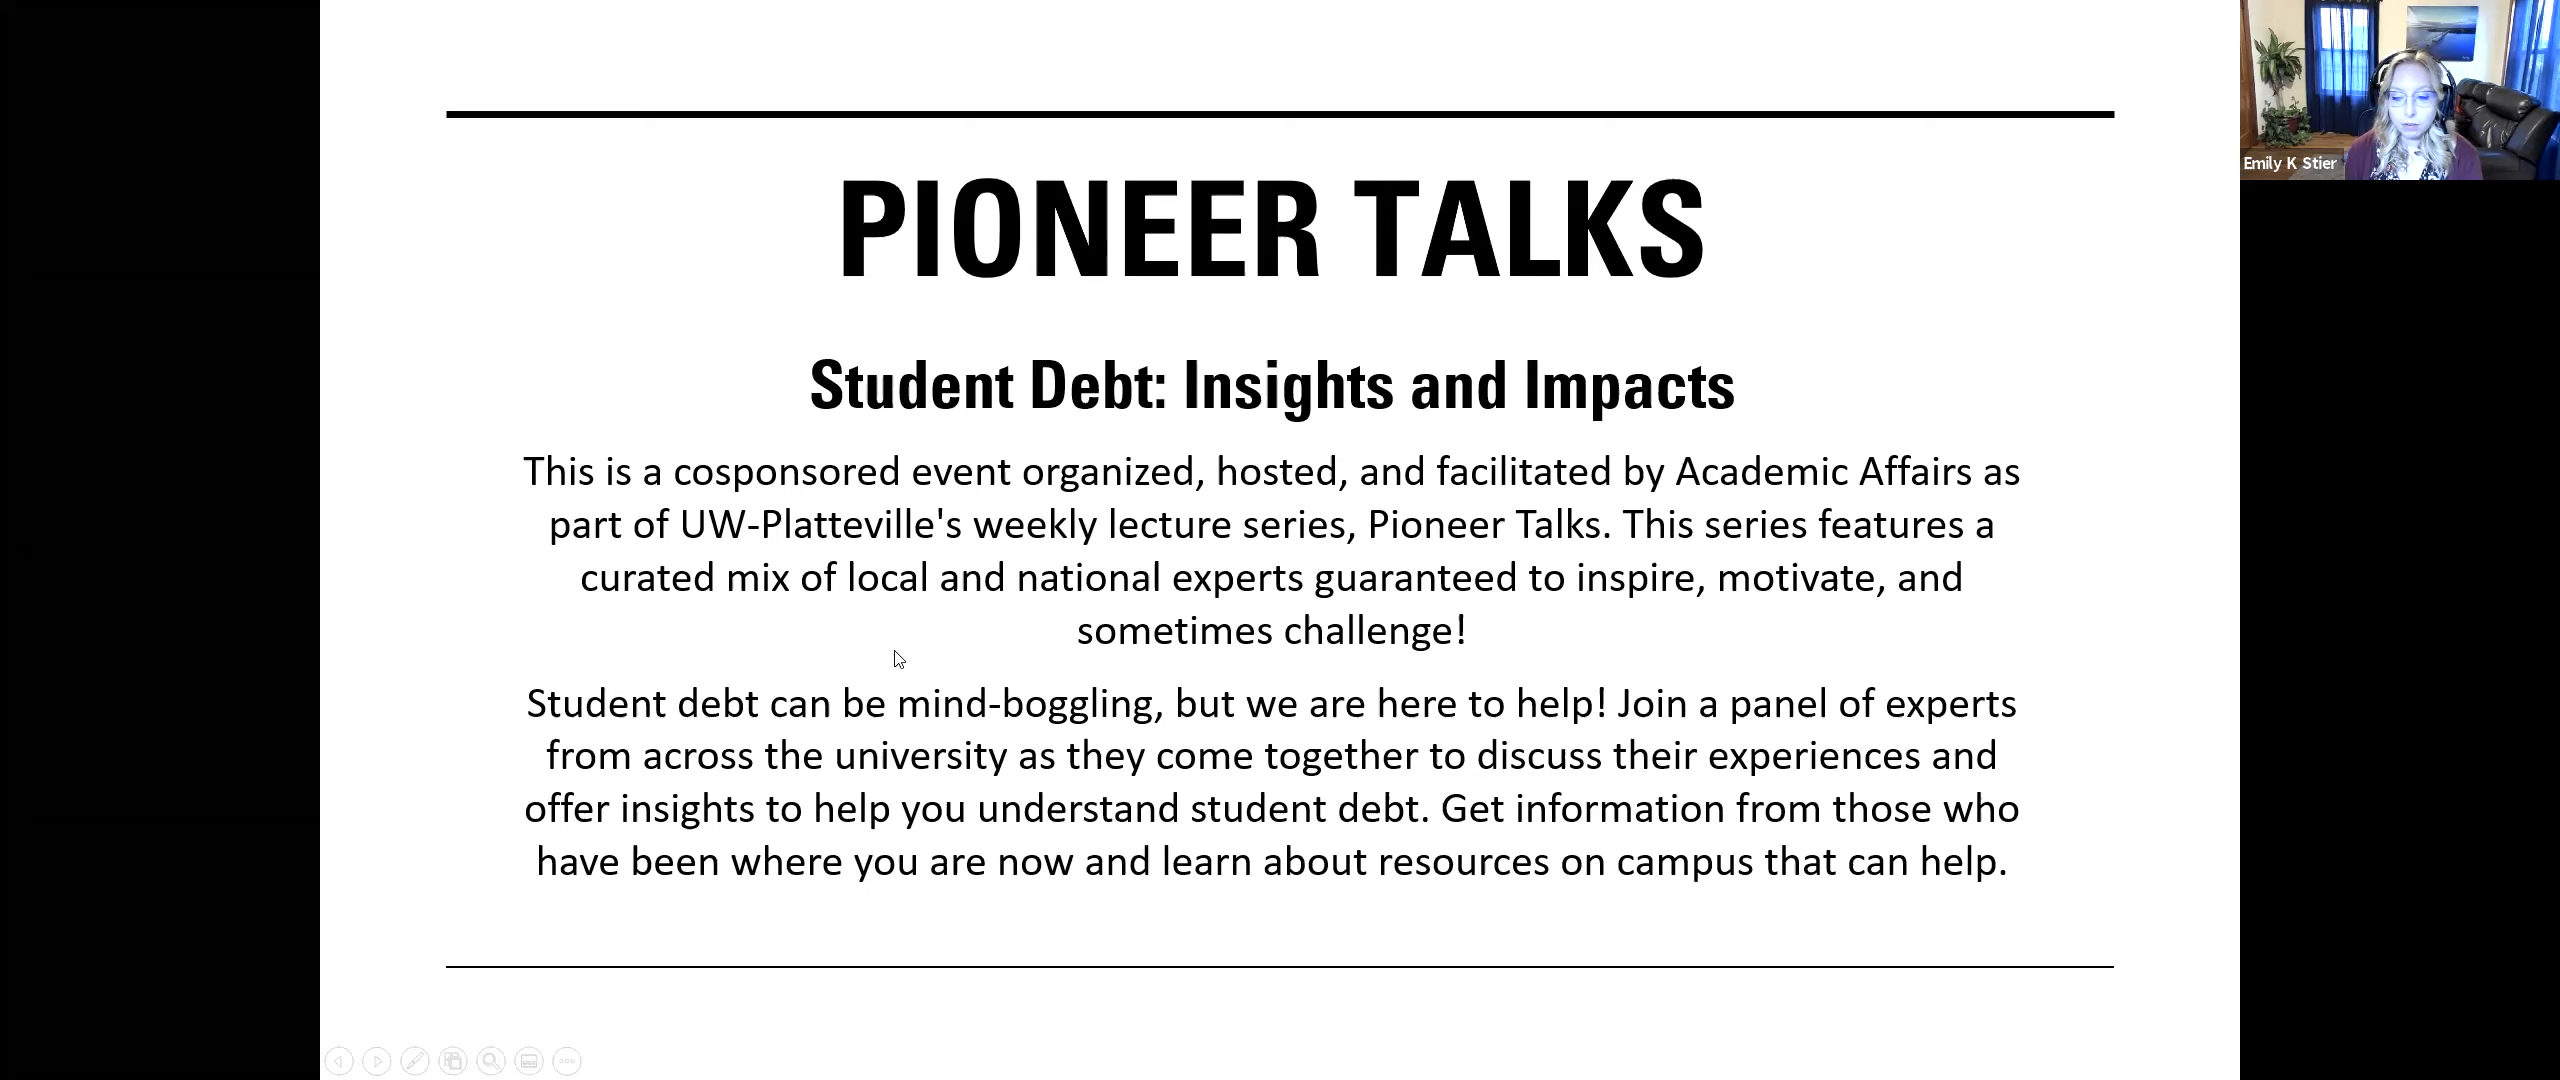 PIONEER TALKS
Student Debt: Insights and Impacts
This is a cosponsored event organized, hosted, and facilitated by Academic Affairs as
part of UW-Platteville's weekly lecture series, Pioneer Talks. This series features a
curated mix of local and national experts guaranteed to inspire, motivate, and
sometimes challenge!
Student debt can be mind-boggling, but we are here to help! Join a panel of experts
from across the university as they come together to discuss their experiences and
offer insights to help you understand student debt. Get information from those who
have been where you are now and learn about resources on campus that can help.
Emily K Stier